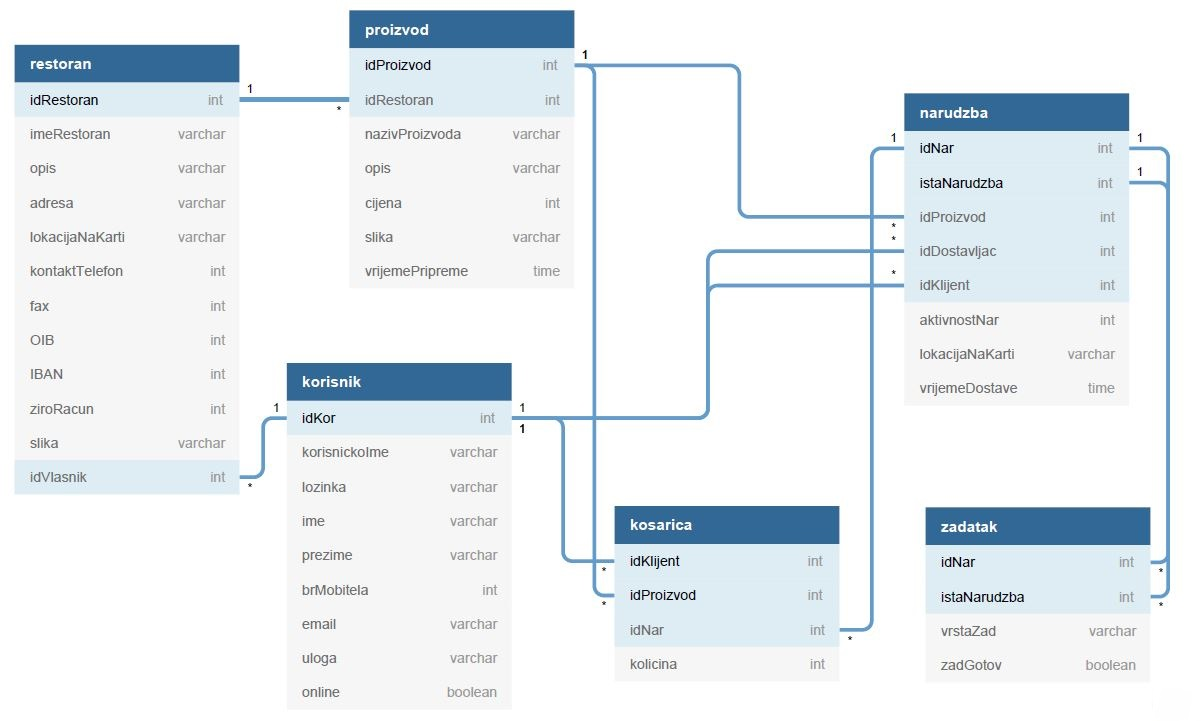 restoran
idRestoran int
imeRestoran varchar
opis varchar
adresa varchar
lokacijaNaKarti varchar
kontaktTelefon int
fax int
OIB int
IBAN int
ziroRacun int
slika varchar
idVlasnik int
1
*
*
proizvod
idProizvod int
idRestoran int
nazivProizvoda varchar
opis varchar
cijena int
slika varchar
vrijemePripreme time
1
korisnik
1
idKor int
1
1
korisnickoIme varchar
lozinka varchar
ime varchar
prezime varchar
brMobitela int
email varchar
uloga varchar
online boolean
kosarica
idKlijent int
*
idProizvod int
*
idNar int
*
kolicina int
narudzba
1
idNar int
1
istaNarudzba int
1
idProizvod int
*
*
idDostavljac int
*
idKlijent int
aktivnostNar int
lokacijaNaKarti varchar
vrijemeDostave time
zadatak
idNar int
*
istaNarudzba int
*
vrstaZad varchar
zadGotov boolean